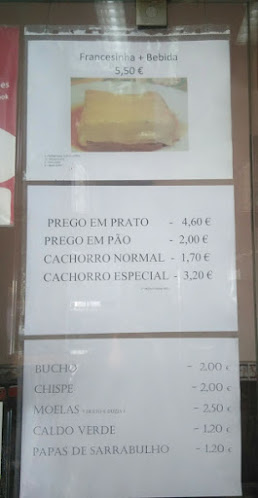 Francesinha + Bebida
5,50 €
PREGO EM PRATO - 4,60 €
PREGO EM PÃO - 2,00 €
CACHORRO NORMAL - 1,70 €
CACHORRO ESPECIAL - 3,20 €
BUCHO - 2,00 €
CHISPE - 2,00 €
MOELAS - 2,50 €
CALDO VERDE - 1,20 €
PAPAS DE SARRABULHO - 1,20 €